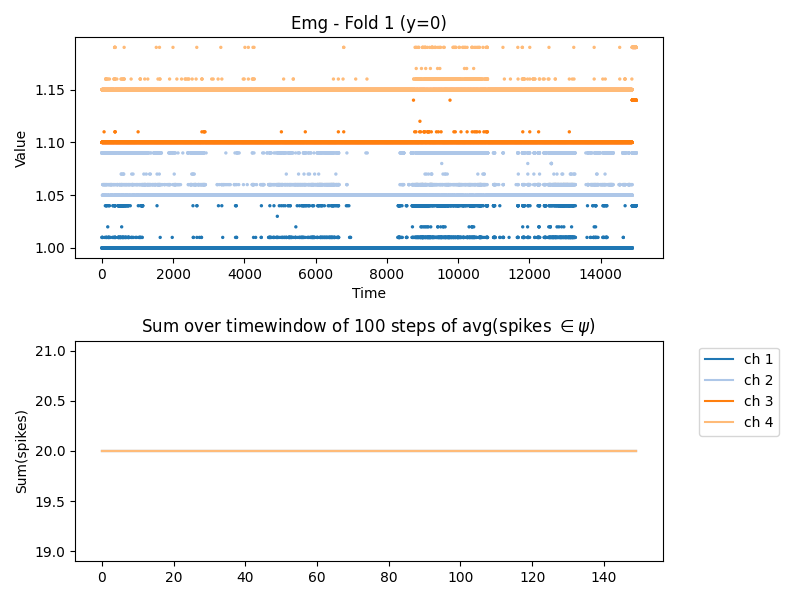 Emg - Fold 1 (y=0)
Value
1.15
1.10
1.05
1.00
0 2000 4000 6000 8000 10000 12000 14000
Time
Sum over timewindow of 100 steps of avg(spikes ∈ψ)
Sum(spikes)
21.0
20.5
20.0
19.5
19.0
0 20 40 60 80 100 120 140
ch 1
ch 2
ch 3
ch 4